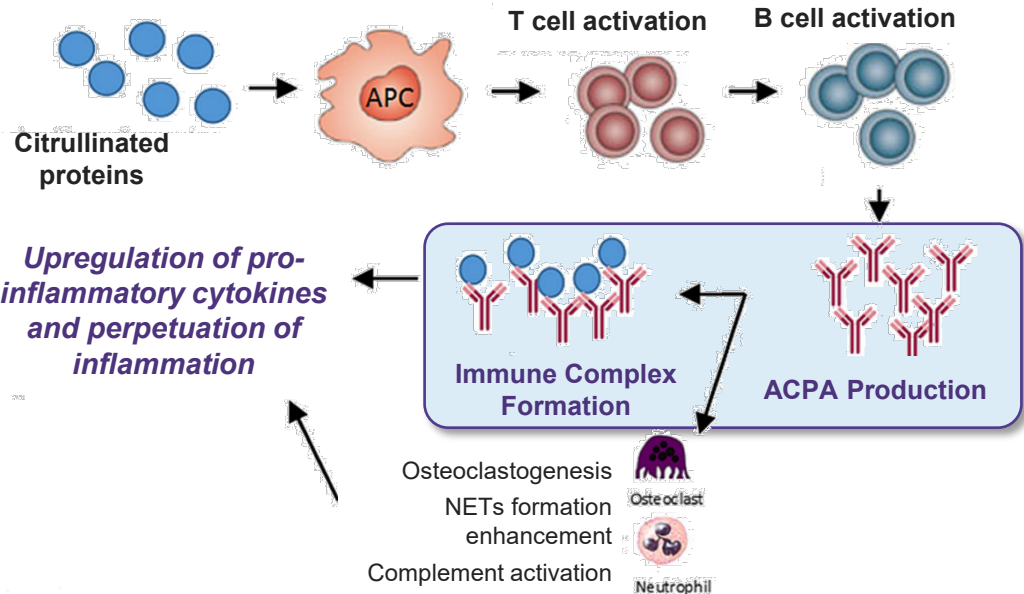 T cell activation
B cell activation
APC
Citrullinated
proteins
Upregulation of pro-
inflammatory cytokines
and perpetuation of
inflammation
Immune Complex
Formation
ACPA Production
Osteoclastogenesis
Osteoclast
NETs formation
enhancement
Complement activation
Neutrophil